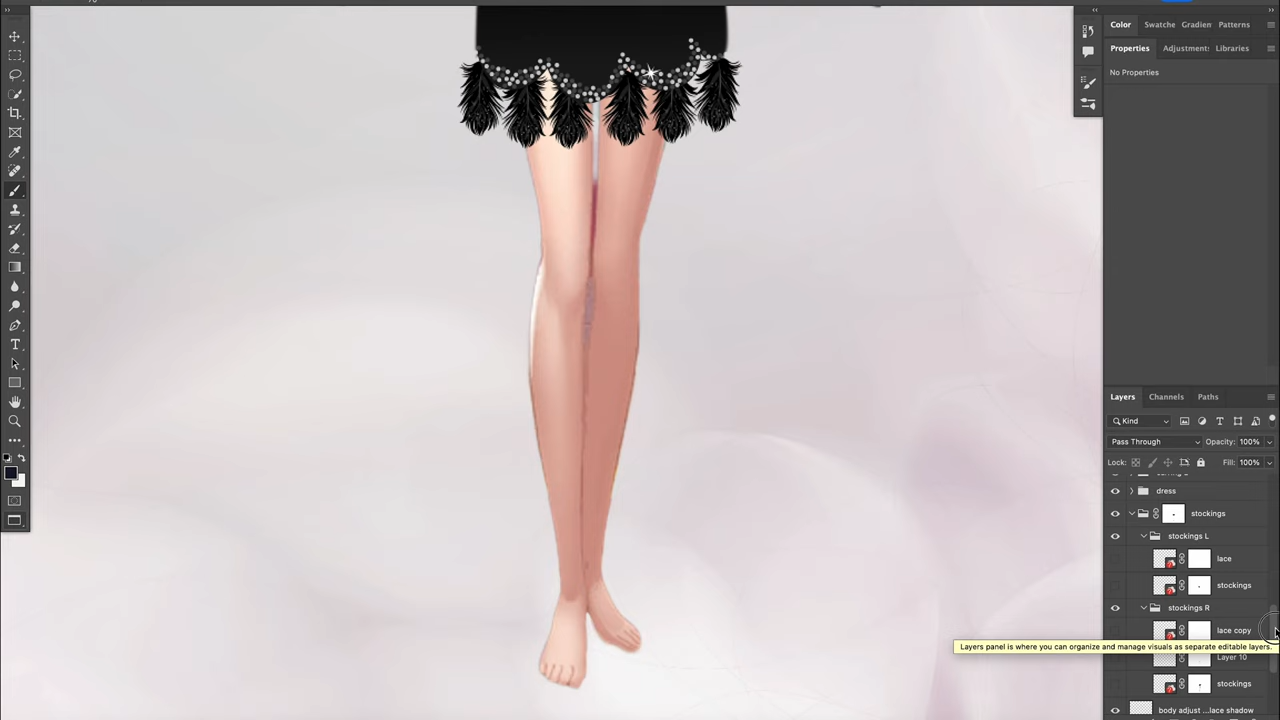 Color Swatche Gradien Patterns
Properties Adjustment: Libraries
No Properties
Layers Channels Paths
Kind
Pass Through Opacity: 100%
Lock: Fill: 100%
dress
stockings
stockings L
lace
stockings
stockings R
lace copy
Layers panel is where you can organize and manage visuals as separate editable layers.
Layer 10
stockings
body adjust ...lace shadow